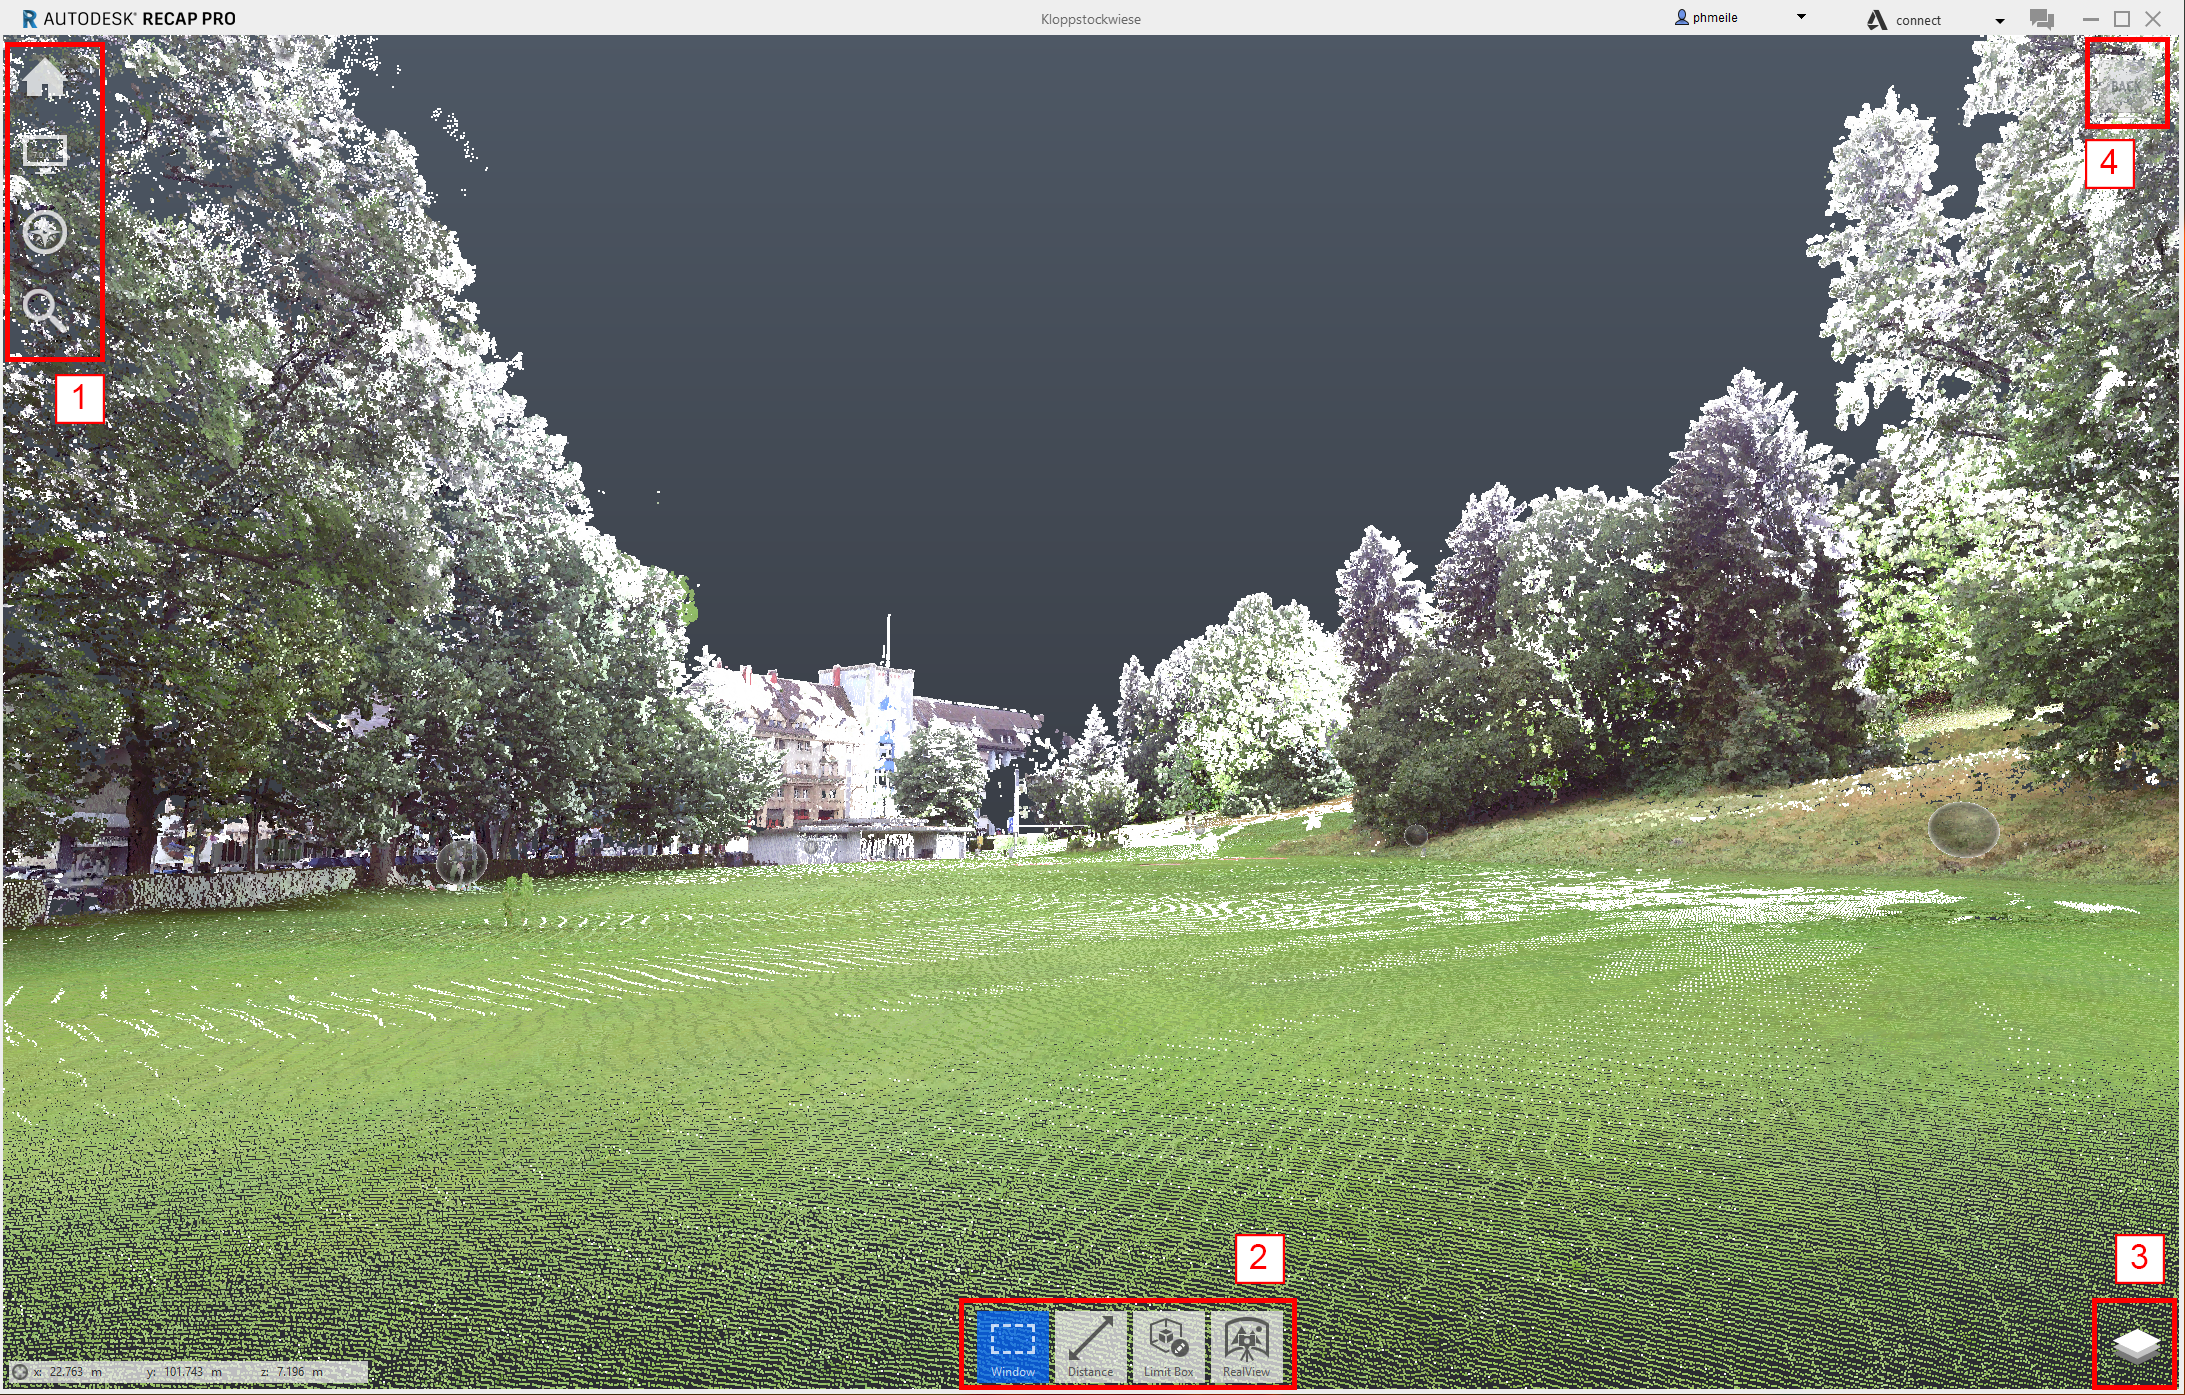 AUTODESK® RECAP PRO
Kloppstockwiese
phmeile
connect
BACK
1
4
2
3
Window
Distance
Limit Box
RealView
x: 22.763 m y: 101.743 m z: 7.196 m